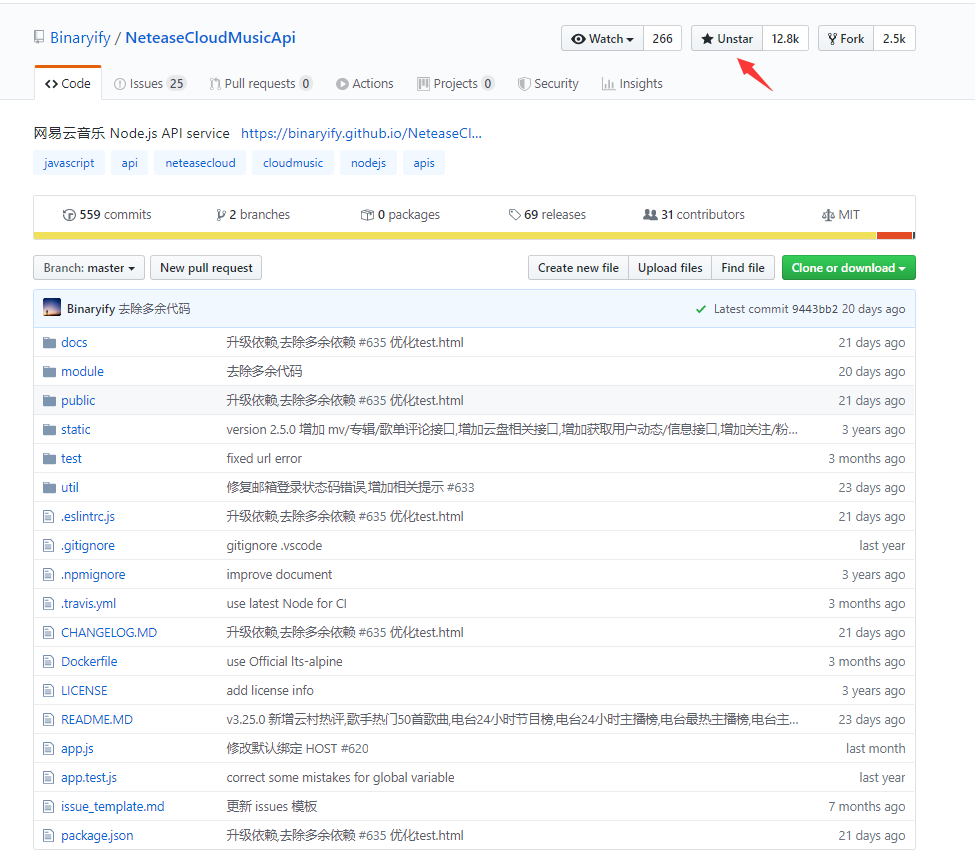 Binaryify / NeteaseCloudMusicApi
Watch 266 Unstar 12.8k Fork 2.5k
Code Issues 25 Pull requests 0 Actions Projects 0 Security Insights
网易云音乐 Node.js API service https://binaryify.github.io/NeteaseCl...
javascript api neteasecloud cloudmusic nodejs apis
559 commits 2 branches 0 packages 69 releases 31 contributors MIT
Branch: master New pull request Create new file Upload files Find file Clone or download
Binaryify 去除多余代码 Latest commit 9443bb2 20 days ago
docs 升级依赖,去除多余依赖 #635 优化test.html 21 days ago
module 去除多余代码 20 days ago
public 升级依赖,去除多余依赖 #635 优化test.html 21 days ago
static version 2.5.0 增加 mv/专辑/歌单评论接口,增加云盘相关接口,增加获取用户动态/信息接口,增加关注/粉... 3 years ago
test fixed url error 3 months ago
util 修复邮箱登录状态码错误,增加相关提示 #633 23 days ago
.eslintrc.js 升级依赖,去除多余依赖 #635 优化test.html 21 days ago
.gitignore gitignore .vscode last year
.npmignore improve document 3 years ago
.travis.yml use latest Node for CI 3 months ago
CHANGELOG.MD 升级依赖,去除多余依赖 #635 优化test.html 21 days ago
Dockerfile use Official lts-alpine 3 months ago
LICENSE add license info 3 years ago
README.MD v3.25.0 新增云村热评,歌手热门50首歌曲,电台24小时节目榜,电台24小时主播榜,电台最热主播榜,电台主... 23 days ago
app.js 修改默认绑定 HOST #620 last month
app.test.js correct some mistakes for global variable last year
issue_template.md 更新 issues 模板 7 months ago
package.json 升级依赖,去除多余依赖 #635 优化test.html 21 days ago